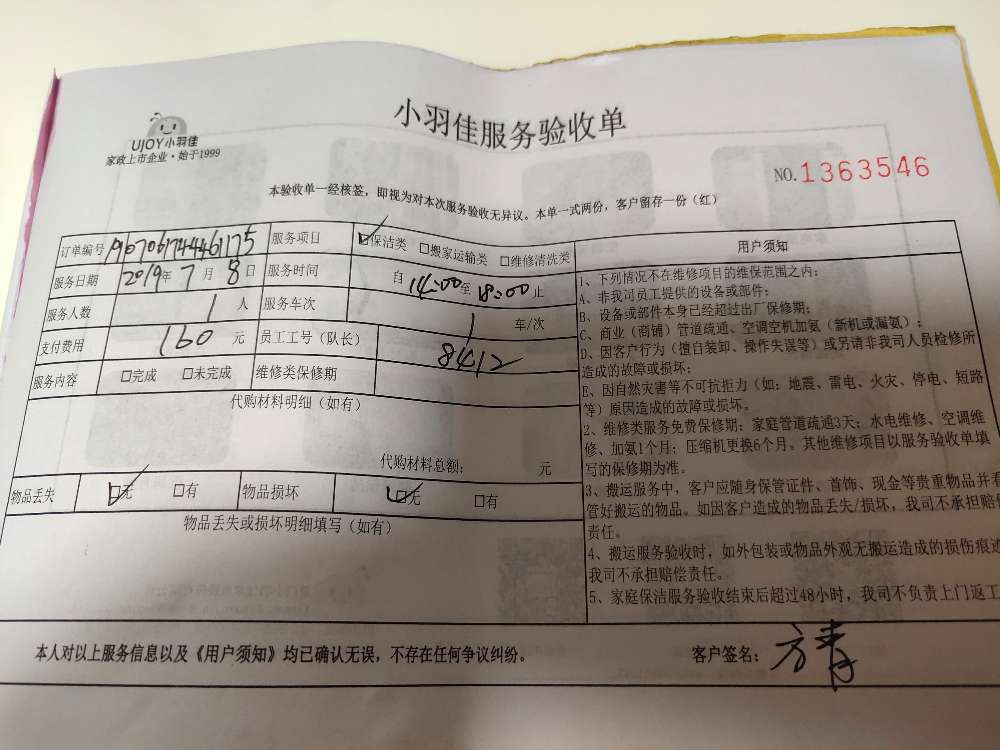 小羽佳服务验收单
UJOY小羽佳
家政上市企业·始于1999
NO.1363546
本验收单一经核签，即视为对本次服务验收无异议。本单一式两份，客户留存一份（红）
订单编号 服务项目 ☑保洁类 □搬家运输类 □维修清洗类
服务日期 2019年 7 月 8 日 服务时间 自 14:00 至 18:00 止
服务人数 1 人 服务车次 1 车/次
支付费用 160 元 员工工号（队长） 8412
服务内容 □完成 □未完成 维修类保修期
代购材料明细（如有）
代购材料总额： 元
物品丢失 ☑无 □有 物品损坏 ☑无 □有
物品丢失或损坏明细填写（如有）
用户须知
1、下列情况不在维修项目的维保范围之内：
A、非我司员工提供的设备或部件；
B、设备或部件本身已经超过出厂保修期；
C、商业（商铺）管道疏通、空调空机加氨（新机或漏氨）；
D、因客户行为（擅自装卸、操作失误等）或另请非我司人员检修所
造成的故障或损坏；
E、因自然灾害等不可抗拒力（如：地震、雷电、火灾、停电、短路
等）原因造成的故障或损坏。
2、维修类服务免费保修期：家庭管道疏通3天；水电维修、空调维
修、加氨1个月；压缩机更换6个月。其他维修项目以服务验收单填
写的保修期为准。
3、搬运服务中，客户应随身保管证件、首饰、现金等贵重物品并看
管好搬运的物品。如因客户造成的物品丢失/损坏，我司不承担赔偿
责任。
4、搬运服务验收时，如外包装或物品外观无搬运造成的损伤痕迹
我司不承担赔偿责任。
5、家庭保洁服务验收结束后超过48小时，我司不负责上门返工
本人对以上服务信息以及《用户须知》均已确认无误，不存在任何争议纠纷。
客户签名： 方青